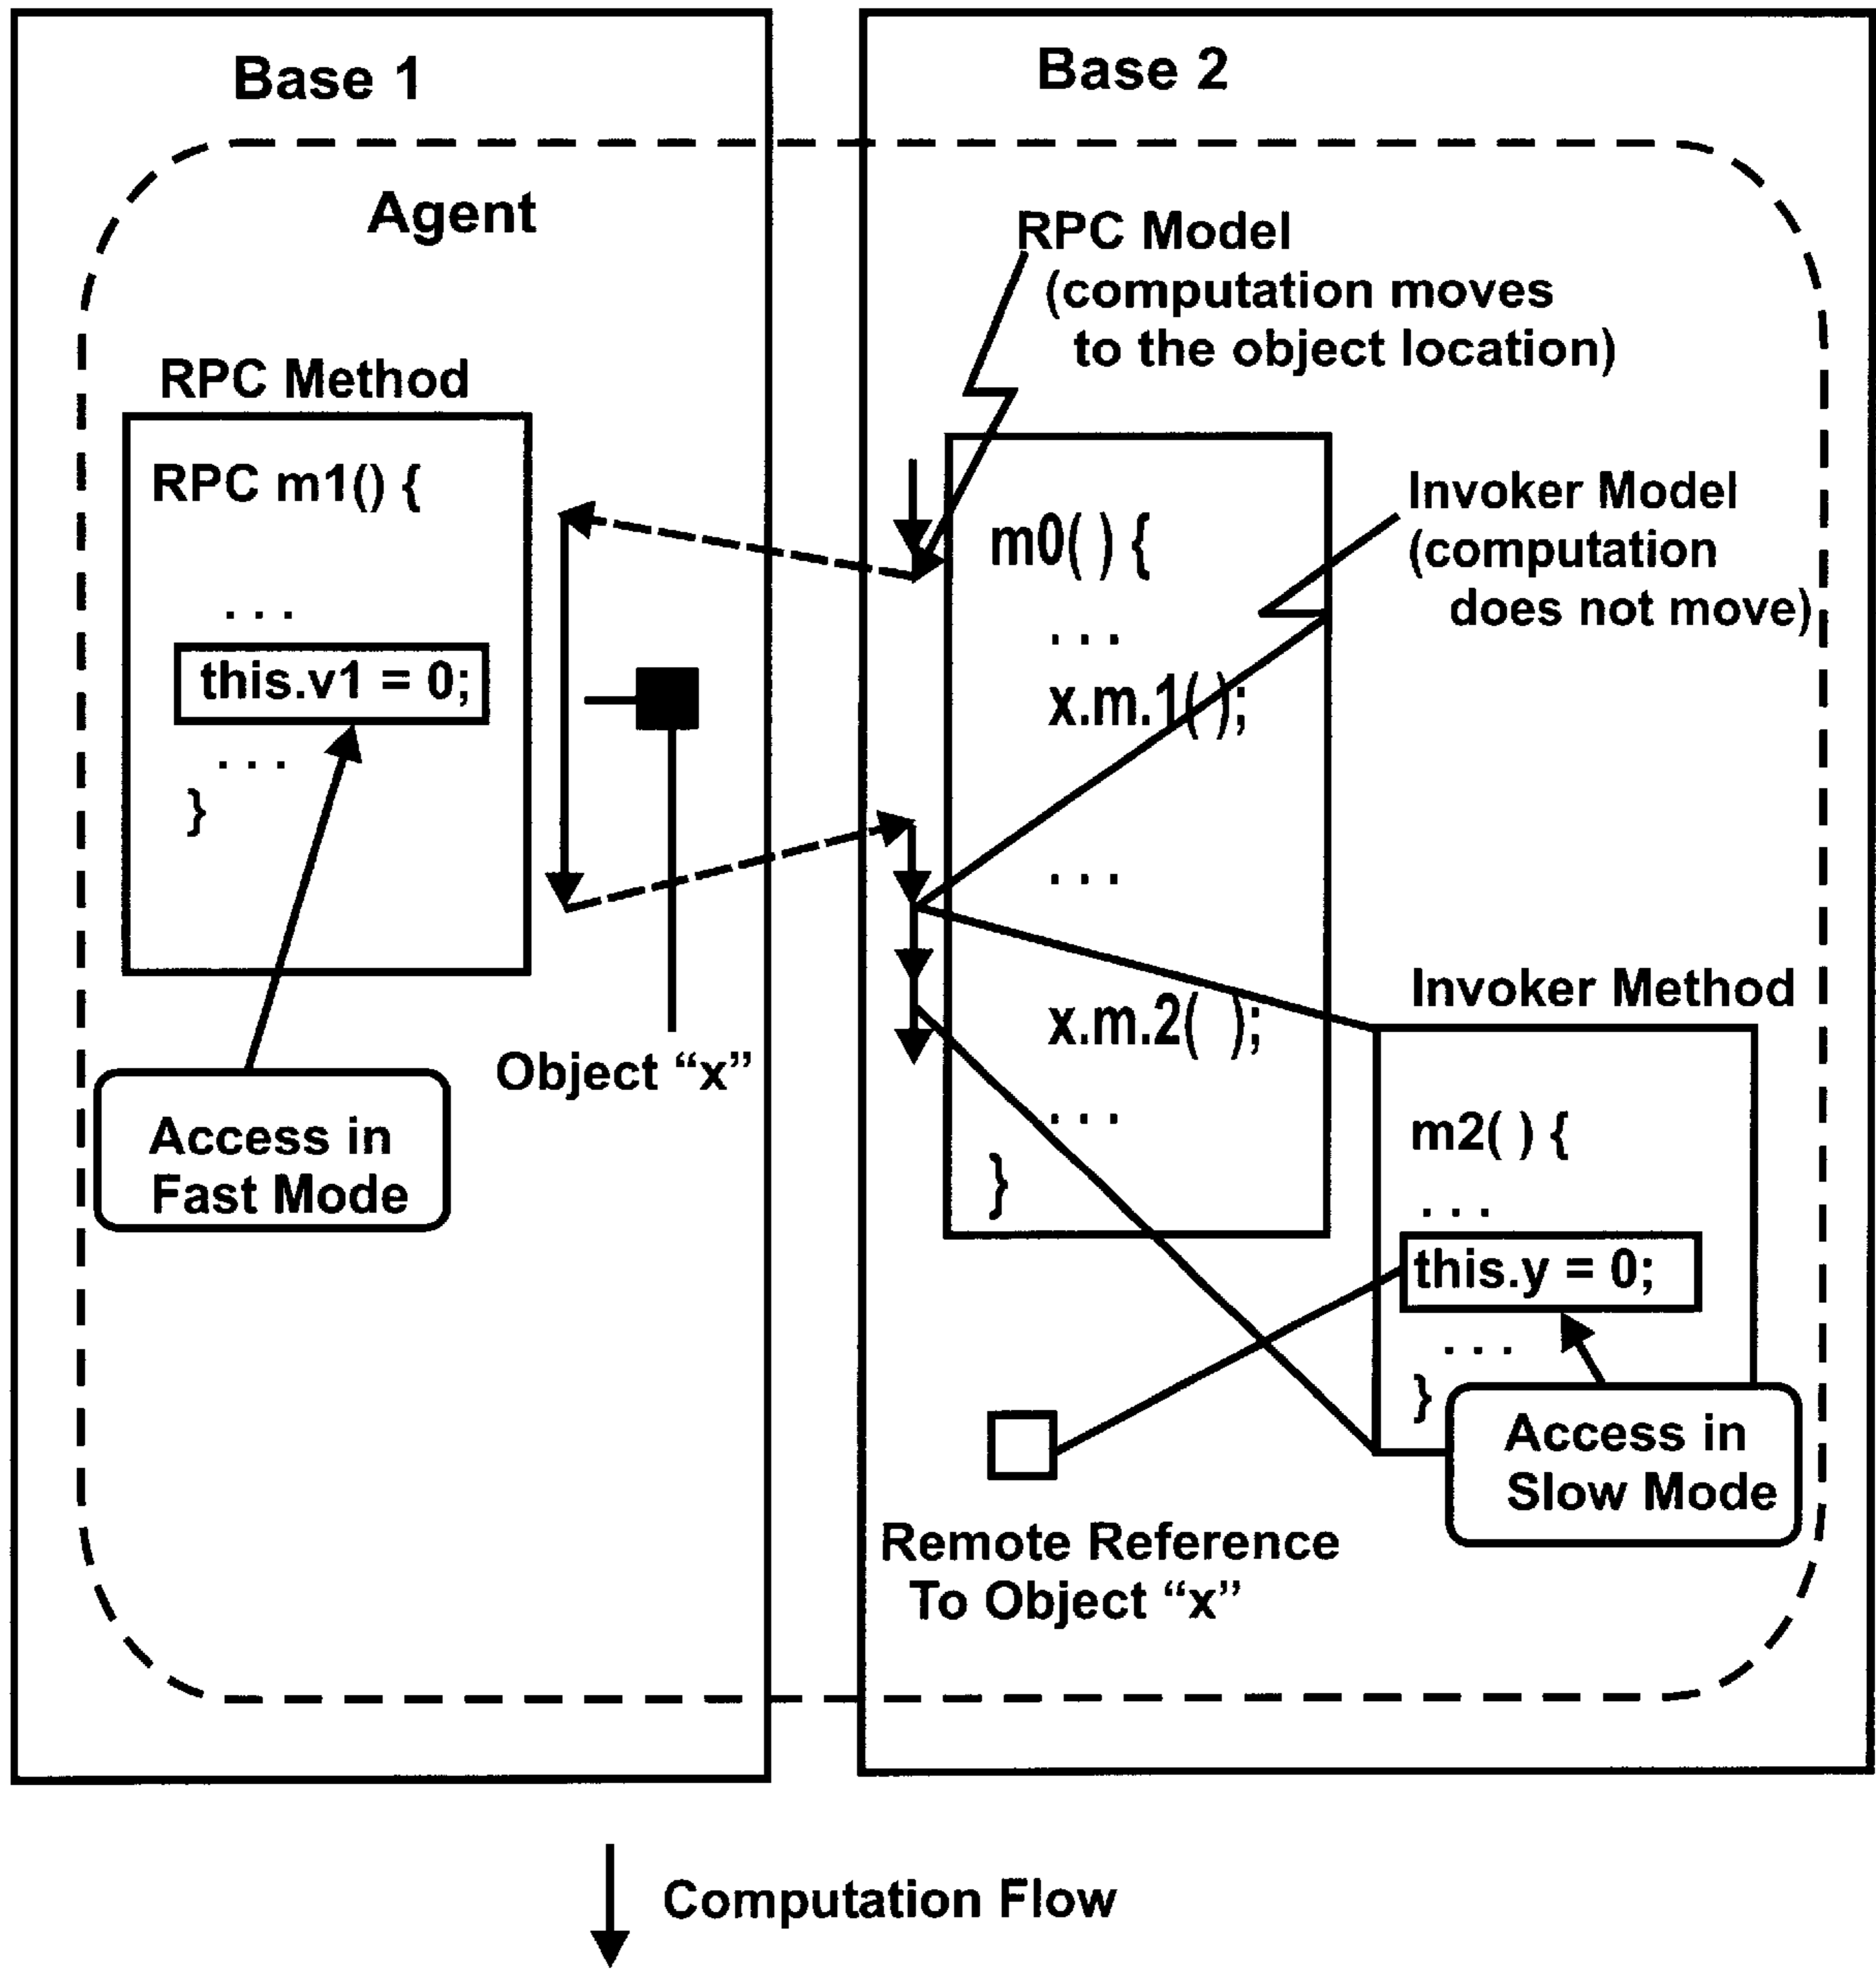 Base 1
Base 2
Agent
RPC Model
(computation moves
to the object location)
RPC Method
RPC m1() {
. . .
this.v1 = 0;
. . .
}
Invoker Model
(computation
does not move)
m0( ) {
. . .
x.m.1( );
. . .
x.m.2( );
. . .
}
Object “x”
Access in
Fast Mode
Invoker Method
m2( ) {
. . .
this.y = 0;
. . .
}
Access in
Slow Mode
Remote Reference
To Object “x”
Computation Flow